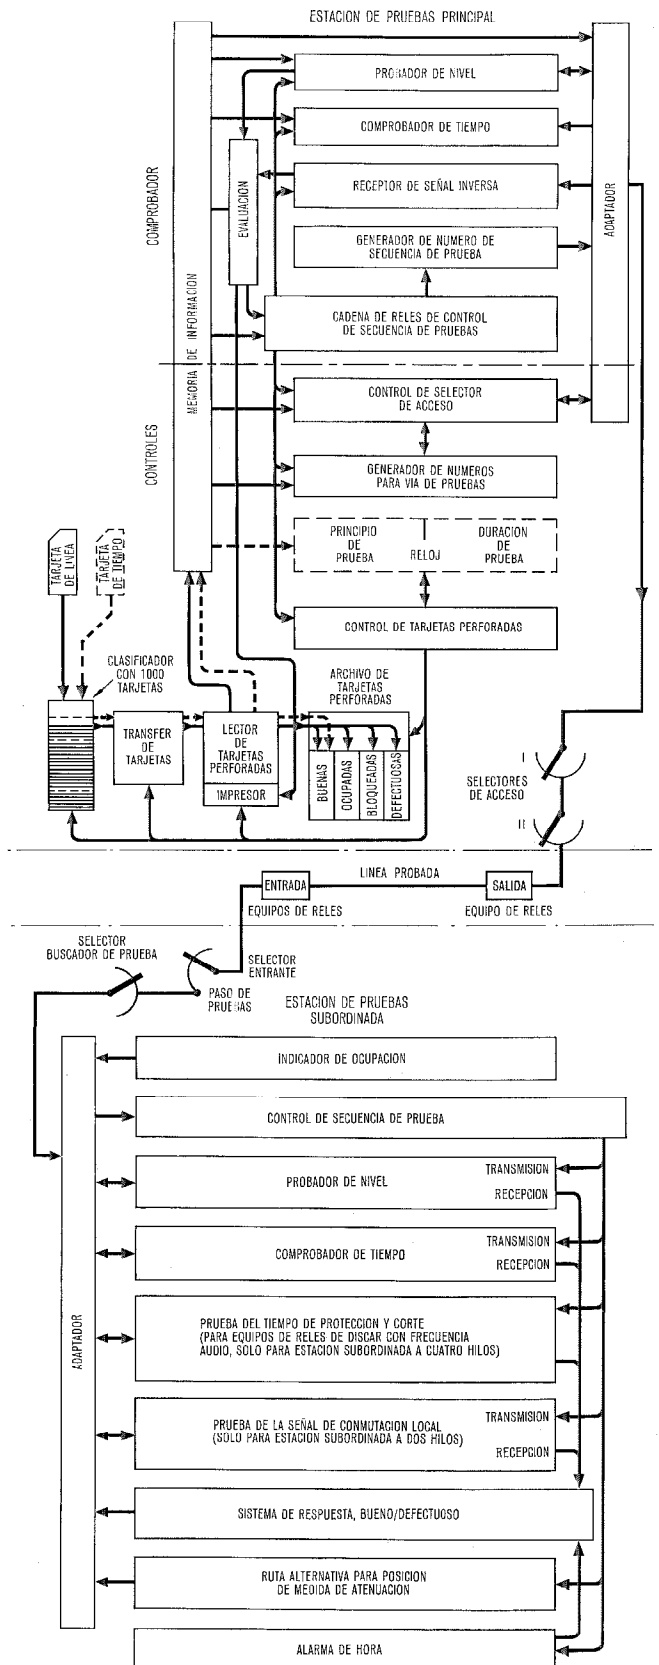 ESTACION DE PRUEBAS PRINCIPAL
COMPROBADOR
CONTROLES
MEMORIA DE INFORMACION
EVALUACION
ADAPTADOR
PROBADOR DE NIVEL
COMPROBADOR DE TIEMPO
RECEPTOR DE SEÑAL INVERSA
GENERADOR DE NUMERO DE
SECUENCIA DE PRUEBA
CADENA DE RELES DE CONTROL
DE SECUENCIA DE PRUEBAS
CONTROL DE SELECTOR
DE ACCESO
GENERADOR DE NUMEROS
PARA VIA DE PRUEBAS
PRINCIPIO
DE
PRUEBA
RELOJ
DURACION
DE
PRUEBA
CONTROL DE TARJETAS PERFORADAS
TARJETA
DE LINEA
TARJETA
DE TIEMPO
CLASIFICADOR
CON 1000
TARJETAS
TRANSFER
DE
TARJETAS
LECTOR
DE
TARJETAS
PERFORADAS
IMPRESOR
ARCHIVO DE
TARJETAS
PERFORADAS
BUENAS
OCUPADAS
BLOQUEADAS
DEFECTUOSAS
I
SELECTORES
DE ACCESO
II
ENTRADA
LINEA PROBADA
SALIDA
EQUIPOS DE RELES
EQUIPO DE RELES
SELECTOR
BUSCADOR DE PRUEBA
SELECTOR
ENTRANTE
PASO DE
PRUEBAS
ESTACION DE PRUEBAS
SUBORDINADA
ADAPTADOR
INDICADOR DE OCUPACION
CONTROL DE SECUENCIA DE PRUEBA
PROBADOR DE NIVEL
TRANSMISION
RECEPCION
COMPROBADOR DE TIEMPO
TRANSMISION
RECEPCION
PRUEBA DEL TIEMPO DE PROTECCION Y CORTE
(PARA EQUIPOS DE RELES DE DISCAR CON FRECUENCIA
AUDIO, SOLO PARA ESTACION SUBORDINADA A CUATRO HILOS)
PRUEBA DE LA SEÑAL DE CONMUTACION LOCAL
(SOLO PARA ESTACION SUBORDINADA A DOS HILOS)
TRANSMISION
RECEPCION
SISTEMA DE RESPUESTA, BUENO/DEFECTUOSO
RUTA ALTERNATIVA PARA POSICION
DE MEDIDA DE ATENUACION
ALARMA DE HORA